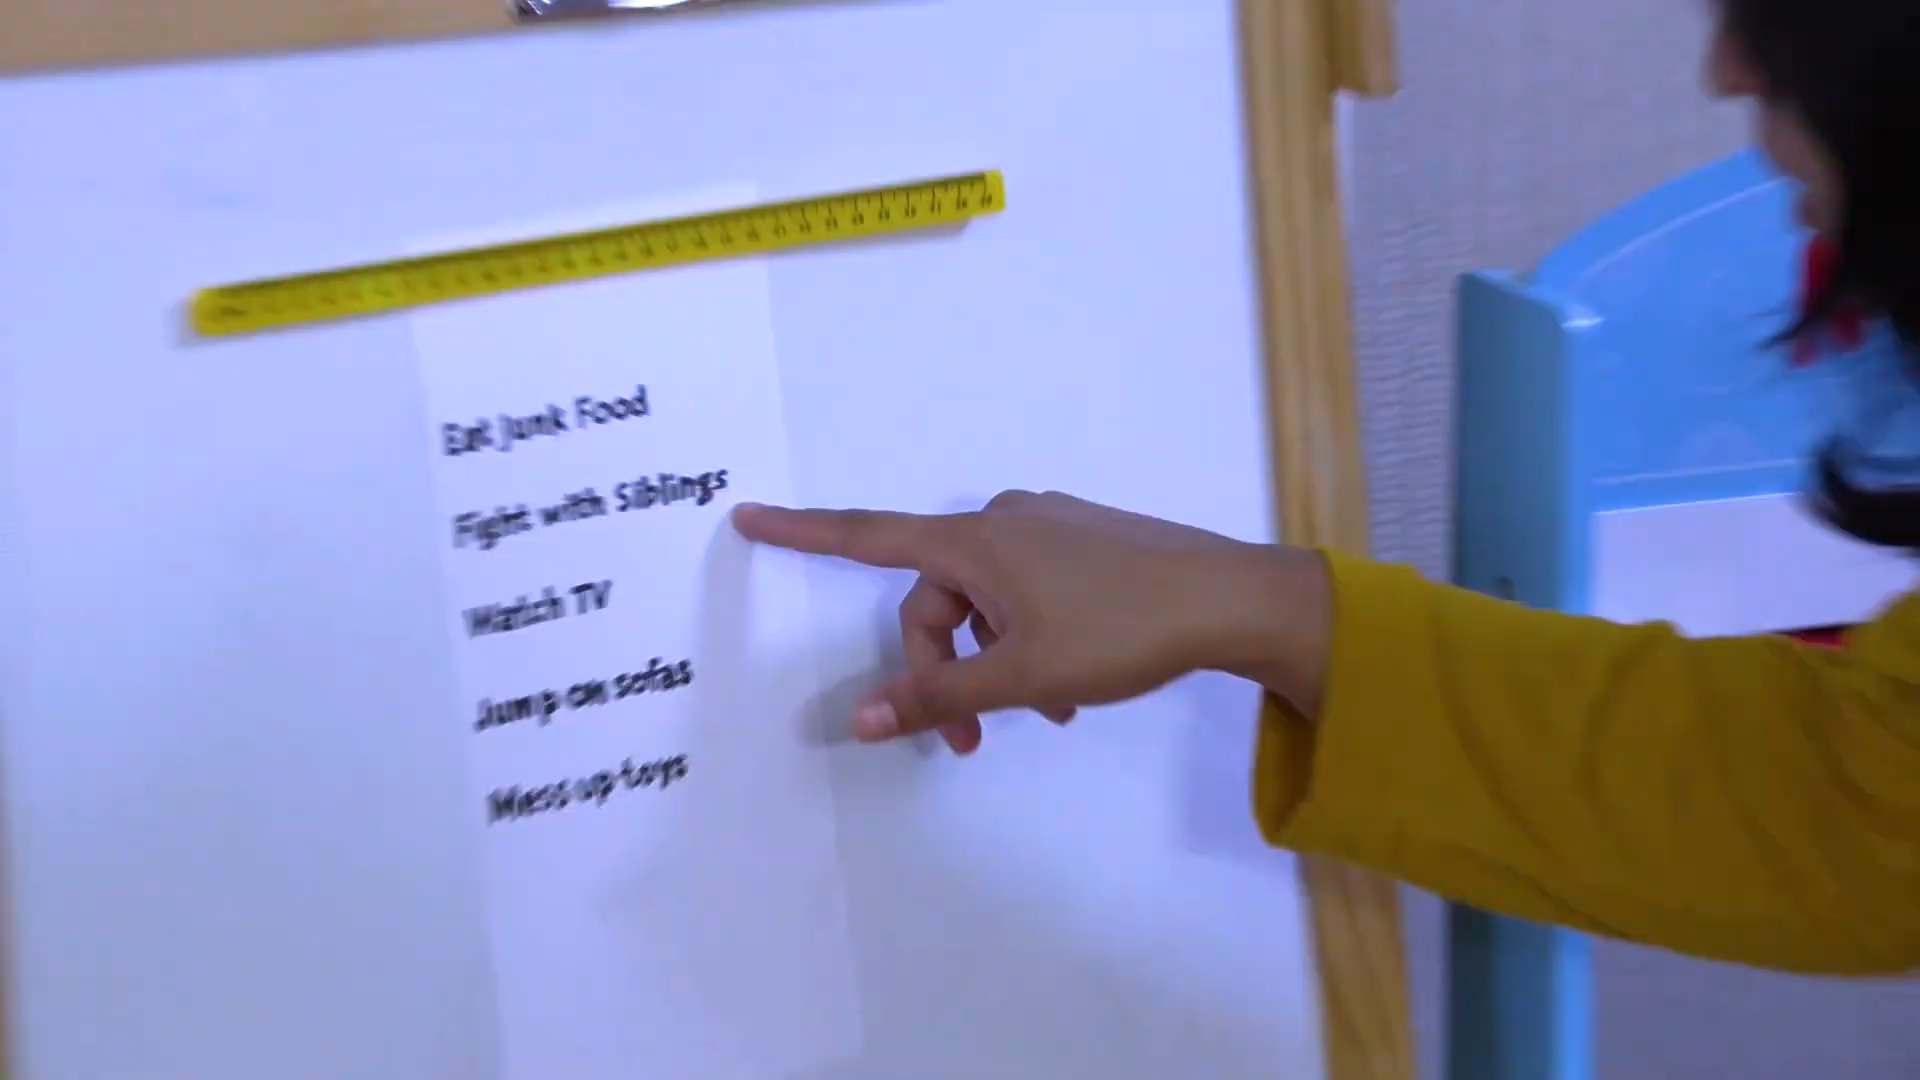 Eat Junk Food
Fight with Siblings
Watch TV
Jump on sofas
Mess up toys